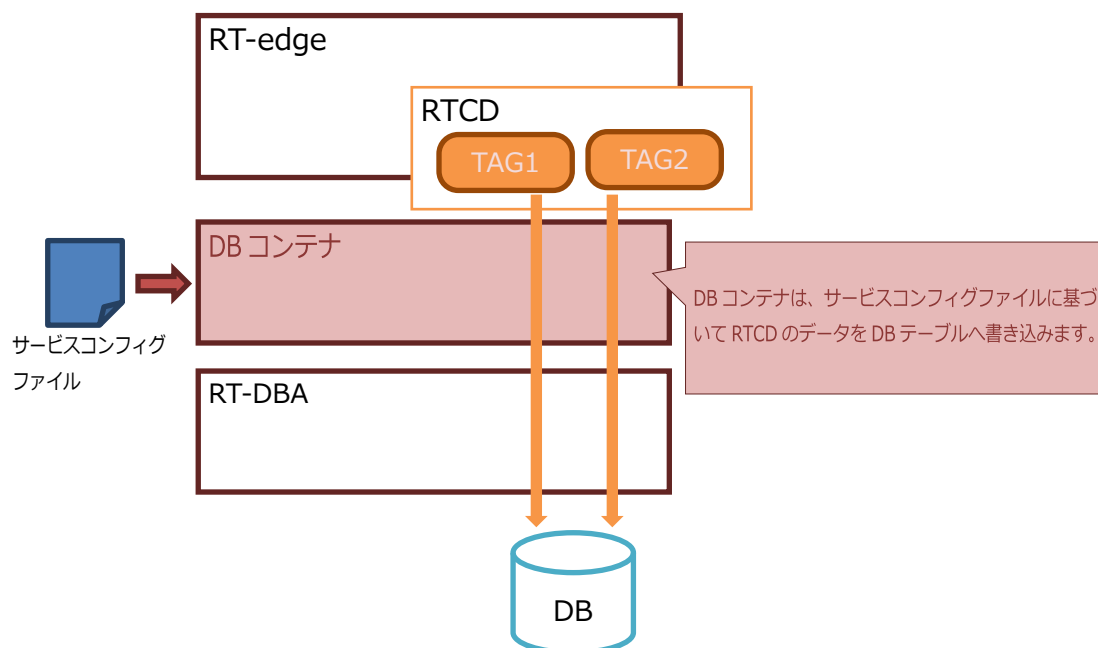 RT-edge
RTCD
TAG1
TAG2
DB コンテナ
サービスコンフィグ
ファイル
DB コンテナは、サービスコンフィグファイルに基づ
いて RTCD のデータを DB テーブルへ書き込みます。
RT-DBA
DB